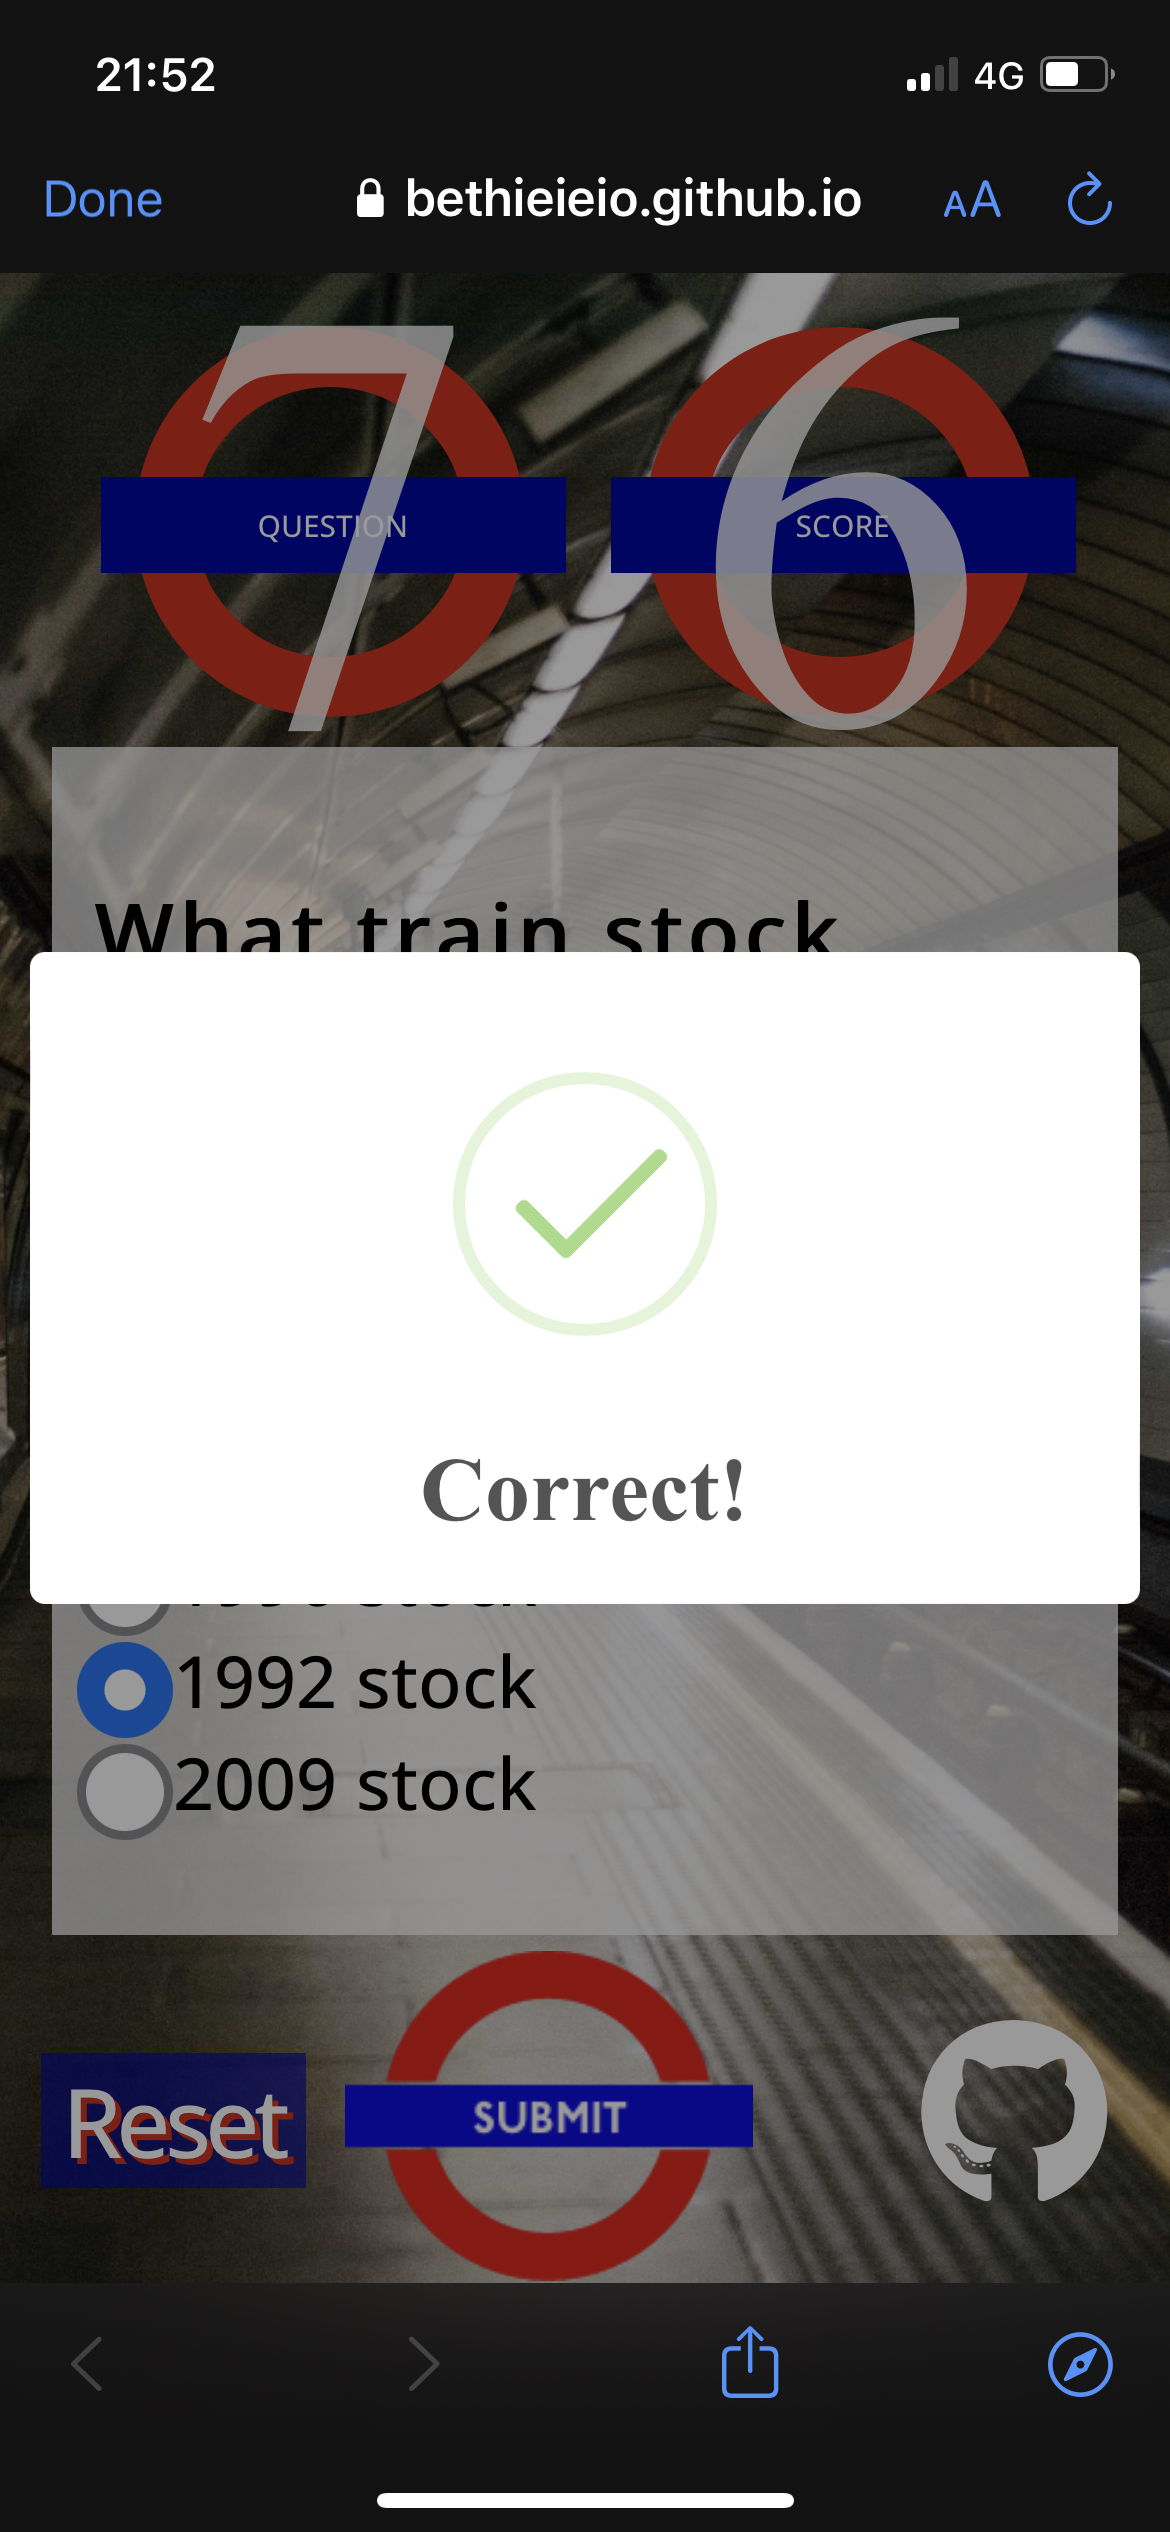 21:52 4G
Done bethieieio.github.io AA
7 6
QUESTION SCORE
What train stock
Correct!
stock
1992 stock
2009 stock
Reset SUBMIT